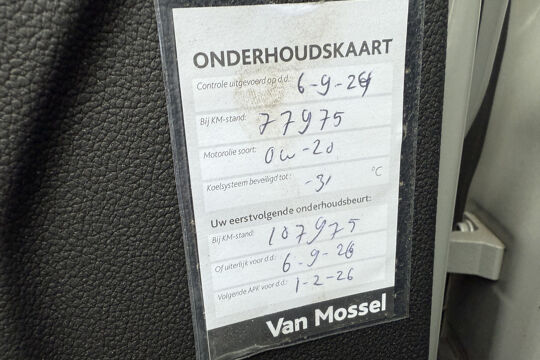 ONDERHOUDSKAART
Controle uitgevoerd op d.d.: 6-9-24
Bij KM-stand: 77975
Motorolie soort: 0w-20
Koelsysteem beveiligd tot: -31 °C
Uw eerstvolgende onderhoudsbeurt:
Bij KM-stand: 107975
Of uiterlijk voor d.d.: 6-9-26
Volgende APK voor d.d.: 1-2-26
Van Mossel